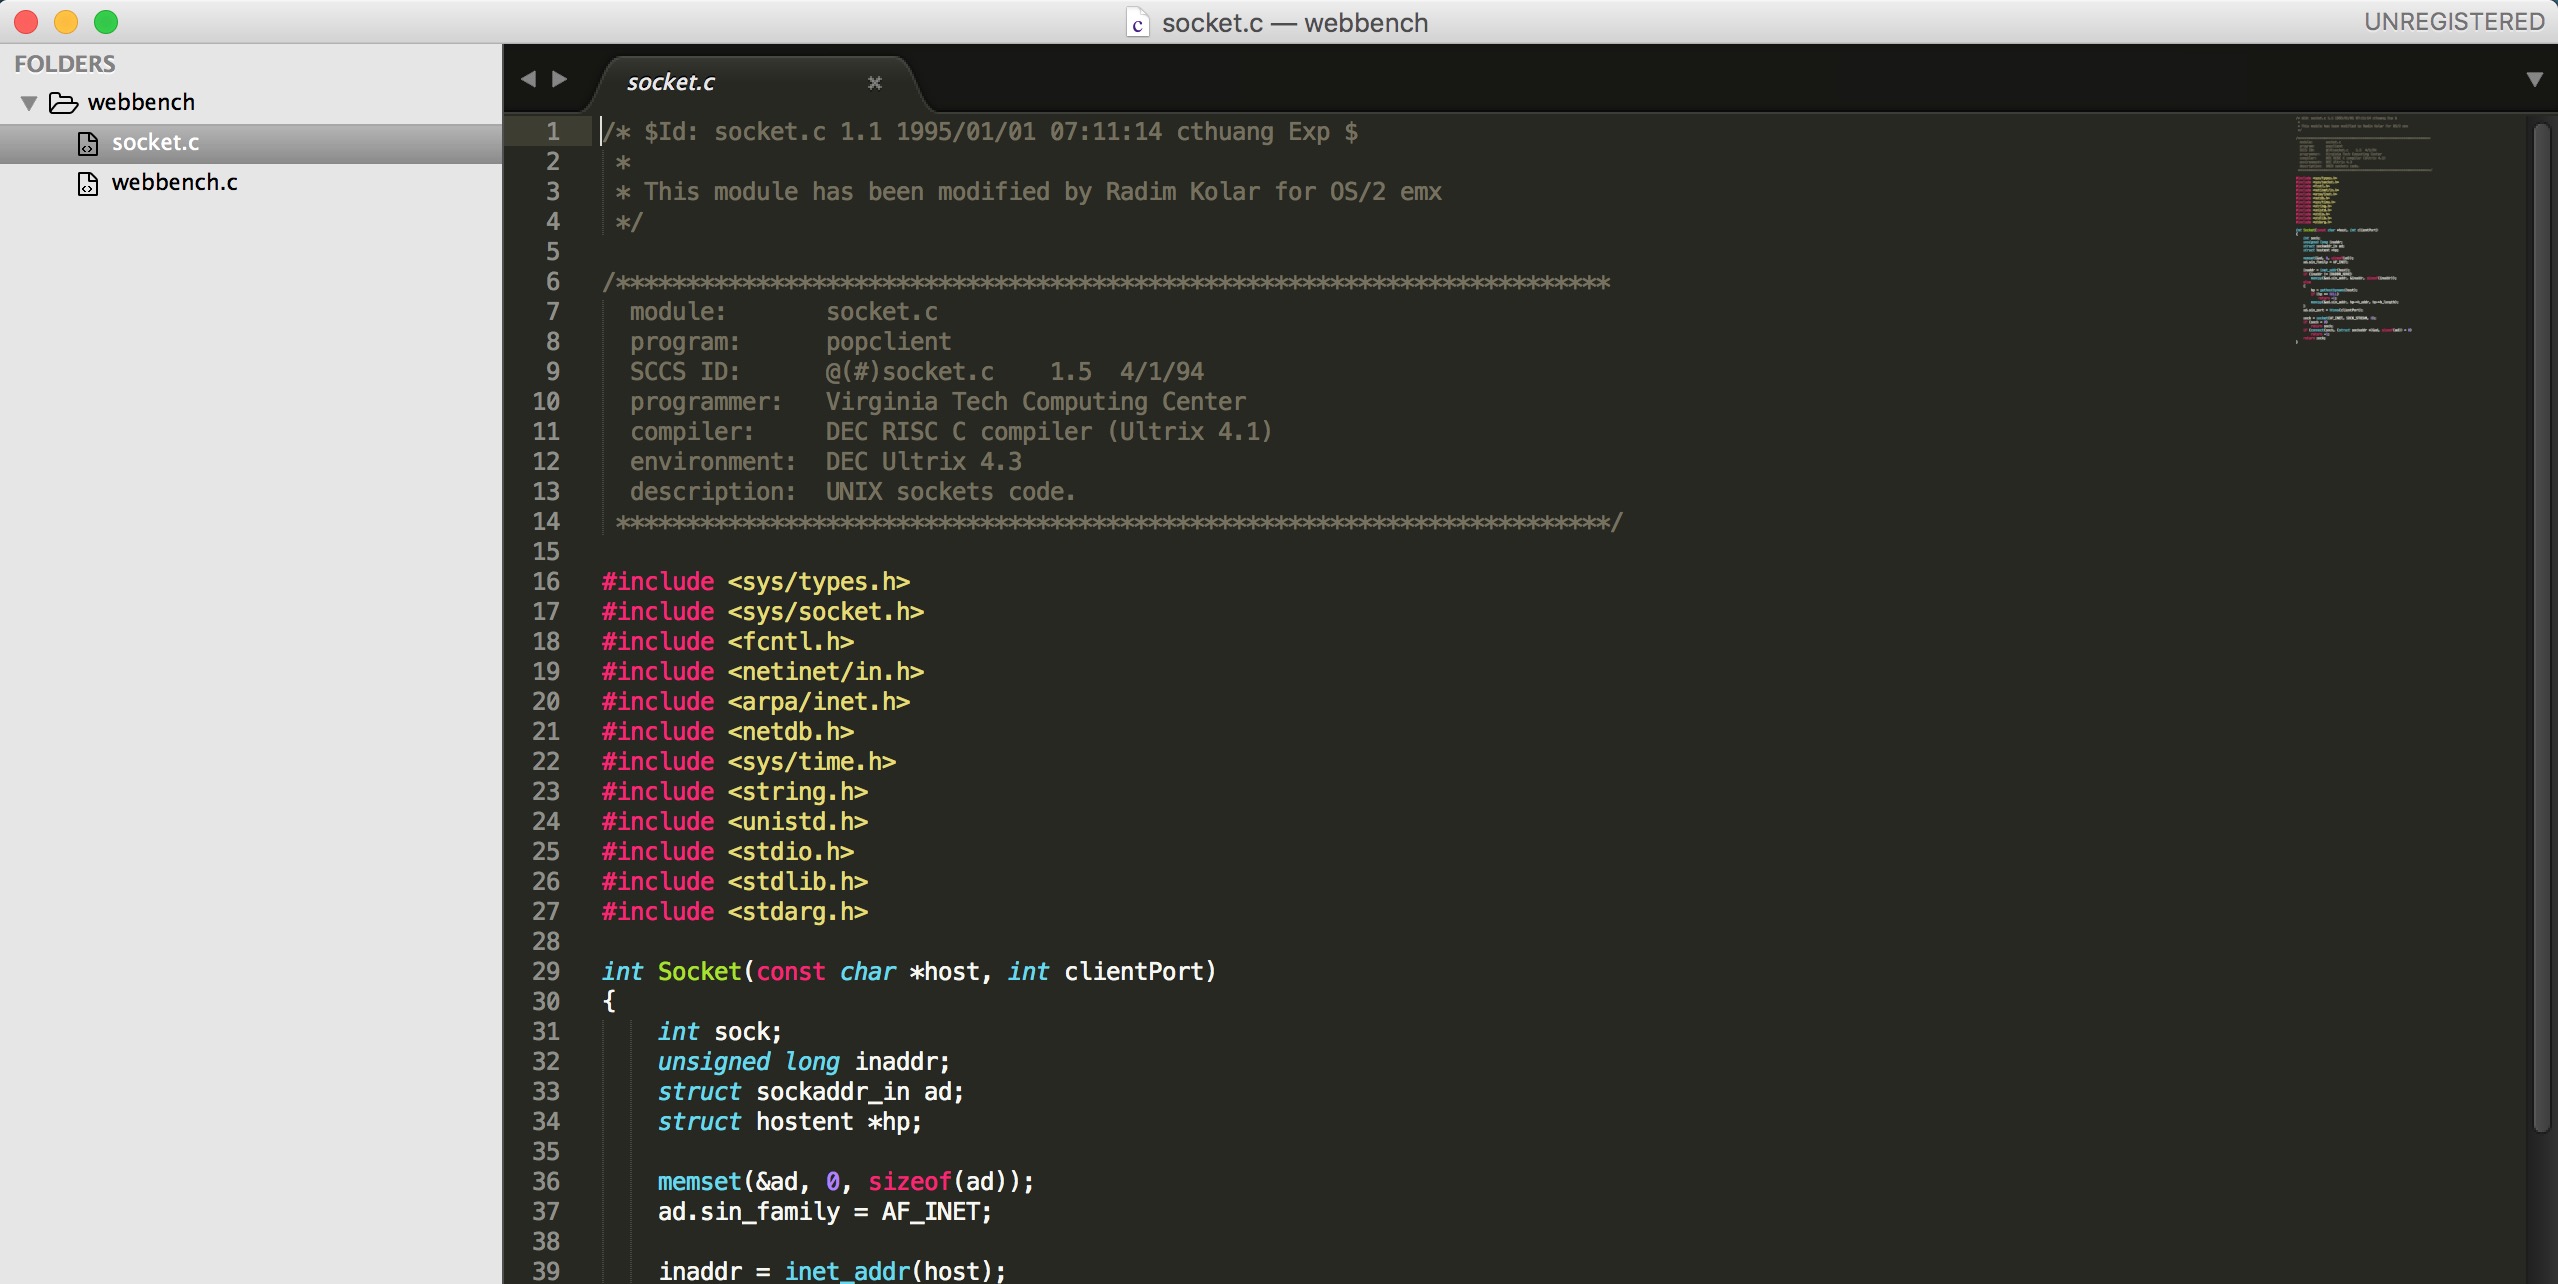 socket.c — webbench
UNREGISTERED
FOLDERS
webbench
socket.c
webbench.c
socket.c
1 /* $Id: socket.c 1.1 1995/01/01 07:11:14 cthuang Exp $
2  *
3  * This module has been modified by Radim Kolar for OS/2 emx
4  */
5
6 /***********************************************************************
7   module:       socket.c
8   program:      popclient
9   SCCS ID:      @(#)socket.c    1.5  4/1/94
10   programmer:   Virginia Tech Computing Center
11   compiler:     DEC RISC C compiler (Ultrix 4.1)
12   environment:  DEC Ultrix 4.3
13   description:  UNIX sockets code.
14  ***********************************************************************/
15
16 #include <sys/types.h>
17 #include <sys/socket.h>
18 #include <fcntl.h>
19 #include <netinet/in.h>
20 #include <arpa/inet.h>
21 #include <netdb.h>
22 #include <sys/time.h>
23 #include <string.h>
24 #include <unistd.h>
25 #include <stdio.h>
26 #include <stdlib.h>
27 #include <stdarg.h>
28
29 int Socket(const char *host, int clientPort)
30 {
31     int sock;
32     unsigned long inaddr;
33     struct sockaddr_in ad;
34     struct hostent *hp;
35
36     memset(&ad, 0, sizeof(ad));
37     ad.sin_family = AF_INET;
38
39     inaddr = inet_addr(host);